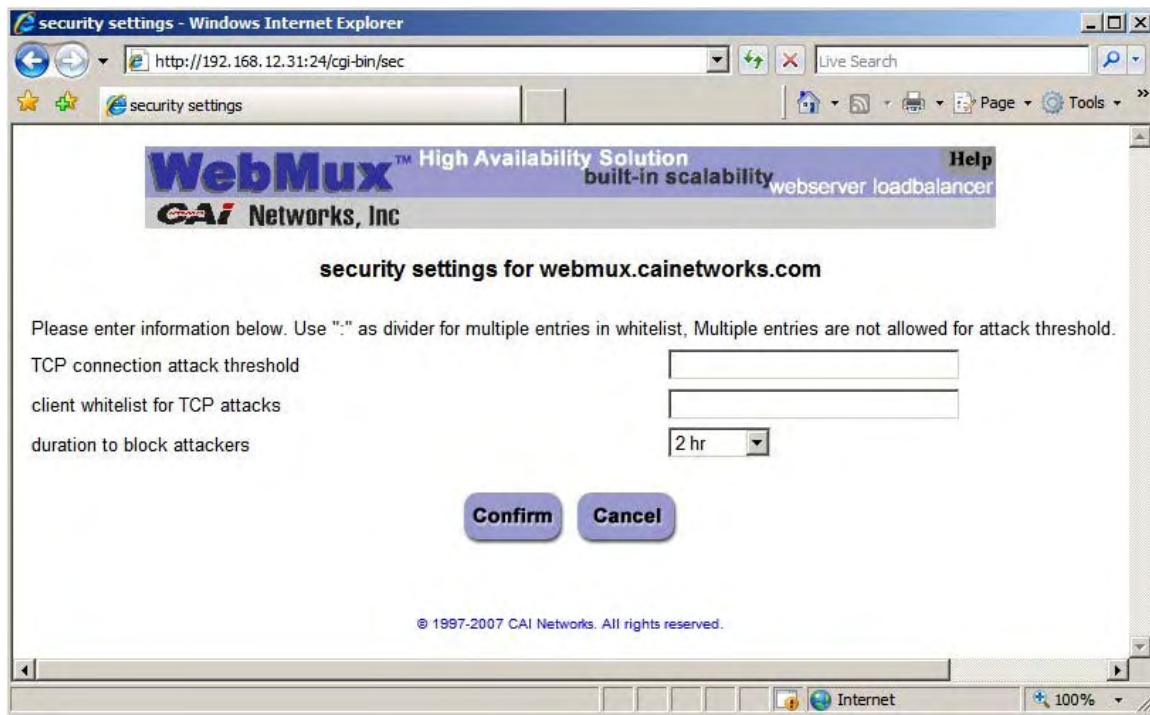 security settings - Windows Internet Explorer
http://192.168.12.31:24/cgi-bin/sec
Live Search
security settings
Page
Tools
»
WebMux™ High Availability Solution
built-in scalability
webserver loadbalancer
Help
CAi Networks, Inc
security settings for webmux.cainetworks.com
Please enter information below. Use ":" as divider for multiple entries in whitelist, Multiple entries are not allowed for attack threshold.
TCP connection attack threshold
client whitelist for TCP attacks
duration to block attackers 2 hr
Confirm Cancel
© 1997-2007 CAI Networks. All rights reserved.
Internet 100%